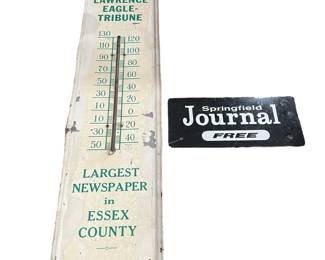 LAWRENCE
EAGLE-
TRIBUNE
130 120
110 100
90 80
70 60
50 40
30 20
10 0
10 20
30 40
50
LARGEST
NEWSPAPER
in
ESSEX
COUNTY
Springfield
Journal
FREE